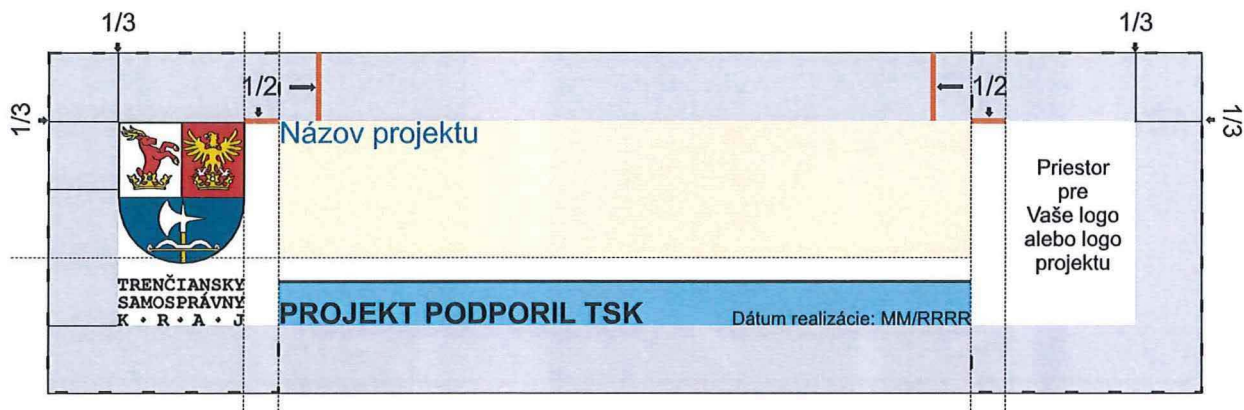 1/3
1/3
1/2
1/2
1/3
1/3
Názov projektu
Priestor
pre
Vaše logo
alebo logo
projektu
TRENČIANSKY
SAMOSPRÁVNY
K · R · A · J
PROJEKT PODPORIL TSK
Dátum realizácie: MM/RRRR